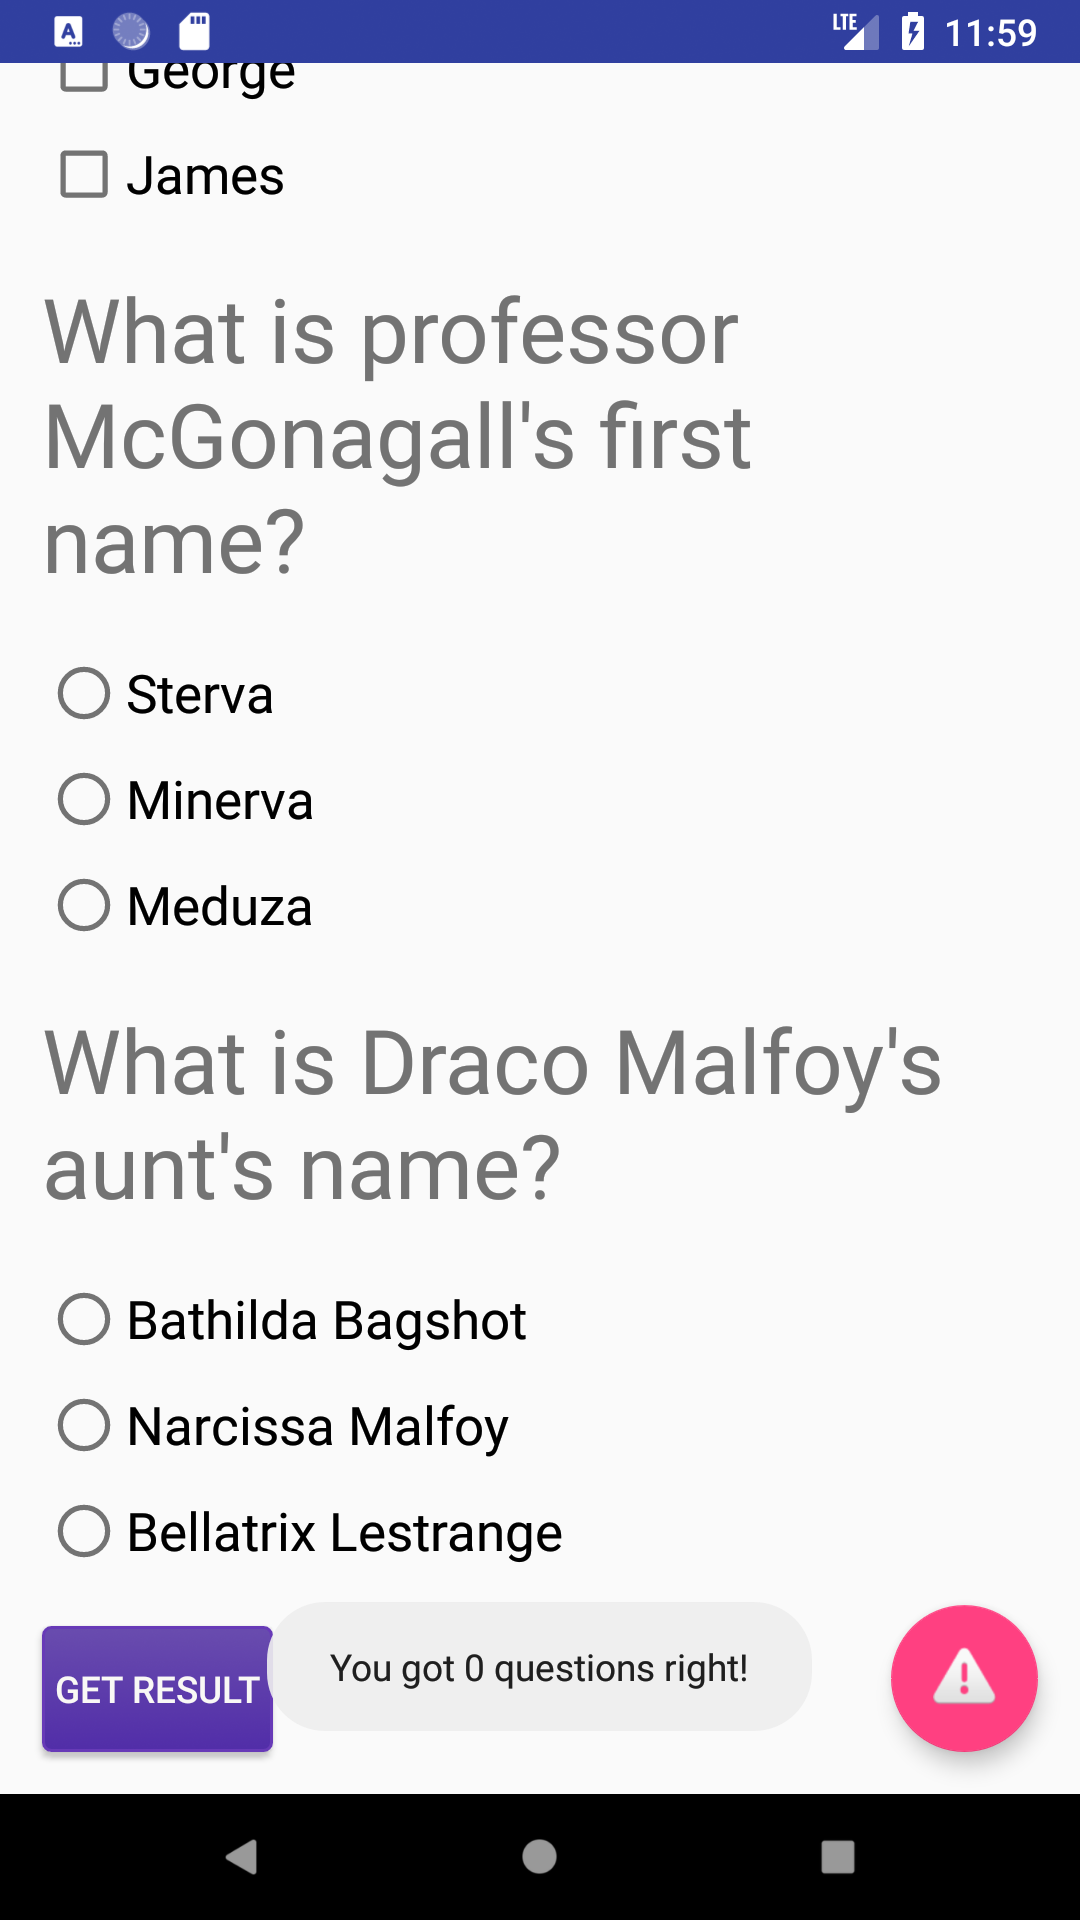 LTE 11:59
George
James
What is professor
McGonagall's first
name?
Sterva
Minerva
Meduza
What is Draco Malfoy's
aunt's name?
Bathilda Bagshot
Narcissa Malfoy
Bellatrix Lestrange
GET RESULT
You got 0 questions right!